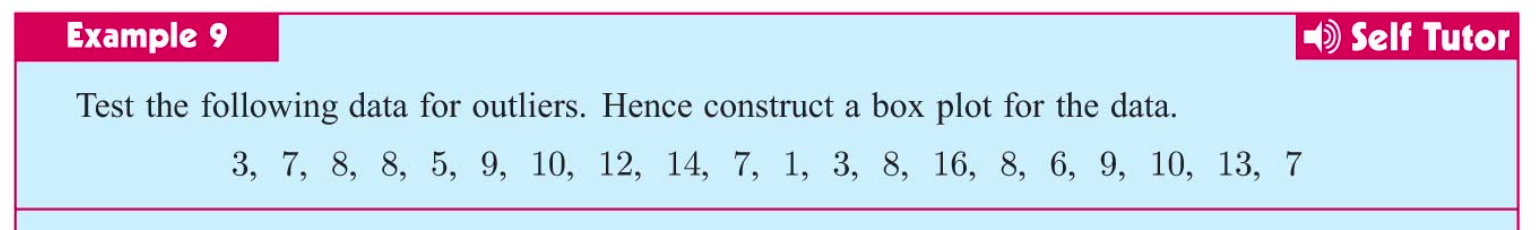 Example 9
Self Tutor
Test the following data for outliers. Hence construct a box plot for the data.
3, 7, 8, 8, 5, 9, 10, 12, 14, 7, 1, 3, 8, 16, 8, 6, 9, 10, 13, 7